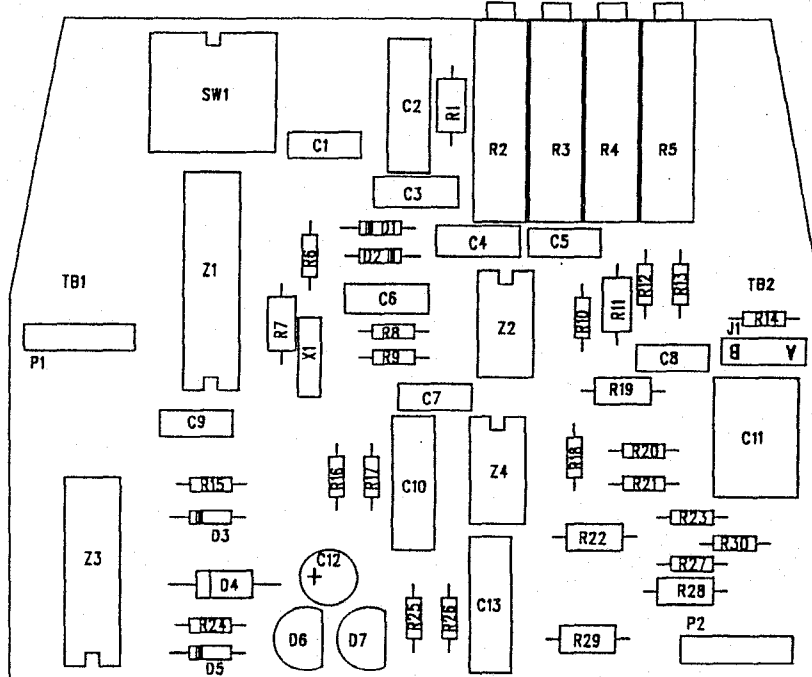 SW1
C1
C2
R1
R2
R3
R4
R5
C3
D1
D2
R6
C4
C5
TB1
Z1
R7
X1
C6
R8
R9
Z2
R10
R11
R12
R13
TB2
R14
J1
B A
P1
C8
R19
C7
C9
C11
R15
D3
R16
R17
C10
Z4
R18
R20
R21
R23
R22
R30
R27
R28
Z3
D4
C12
+
R24
D5
D6
D7
R25
R26
C13
R29
P2